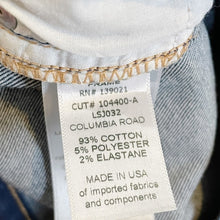 FRAME
RN# 139021
CUT# 104400-A
LSJ032
COLUMBIA ROAD
93% COTTON
5% POLYESTER
2% ELASTANE
MADE IN USA
of imported fabrics
and components